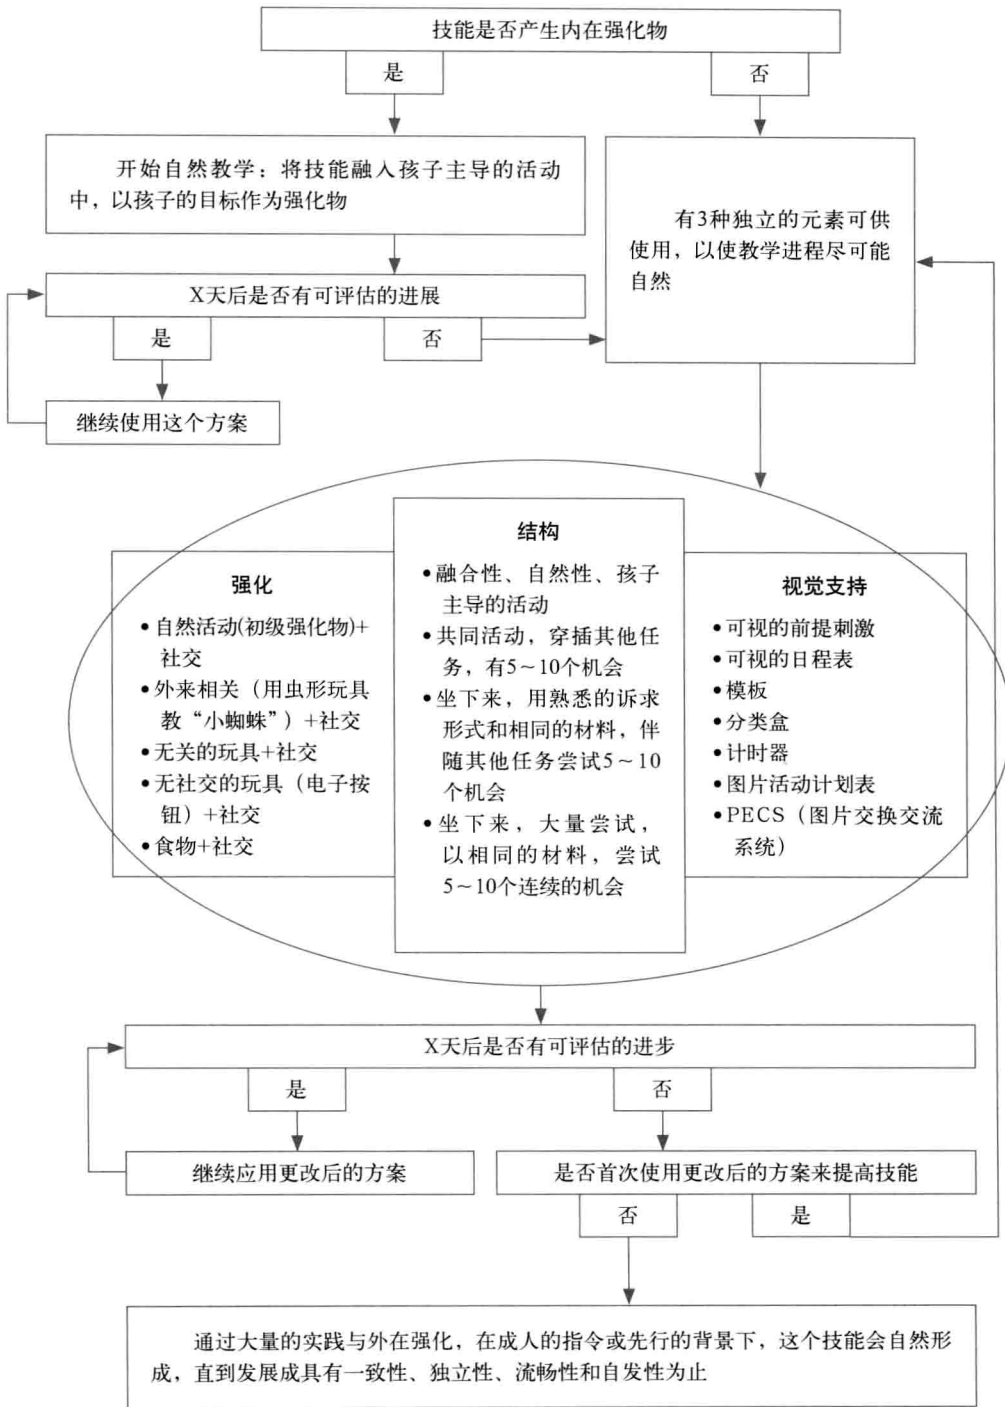 技能是否产生内在强化物
是
否
开始自然教学：将技能融入孩子主导的活动
中，以孩子的目标作为强化物
有3种独立的元素可供
使用，以使教学进程尽可能
自然
X天后是否有可评估的进展
是
否
继续使用这个方案
强化
•自然活动(初级强化物)+
社交
•外来相关（用虫形玩具
教“小蜘蛛”）+社交
•无关的玩具+社交
•无社交的玩具（电子按
钮）+社交
•食物+社交
结构
•融合性、自然性、孩子
主导的活动
•共同活动，穿插其他任
务，有5~10个机会
•坐下来，用熟悉的诉求
形式和相同的材料，伴
随其他任务尝试5~10
个机会
•坐下来，大量尝试，
以相同的材料，尝试
5~10个连续的机会
视觉支持
•可视的前提刺激
•可视的日程表
•模板
•分类盒
•计时器
•图片活动计划表
•PECS（图片交换交流
系统）
X天后是否有可评估的进步
是
否
继续应用更改后的方案
是否首次使用更改后的方案来提高技能
否
是
通过大量的实践与外在强化，在成人的指令或先行的背景下，这个技能会自然形
成，直到发展成具有一致性、独立性、流畅性和自发性为止